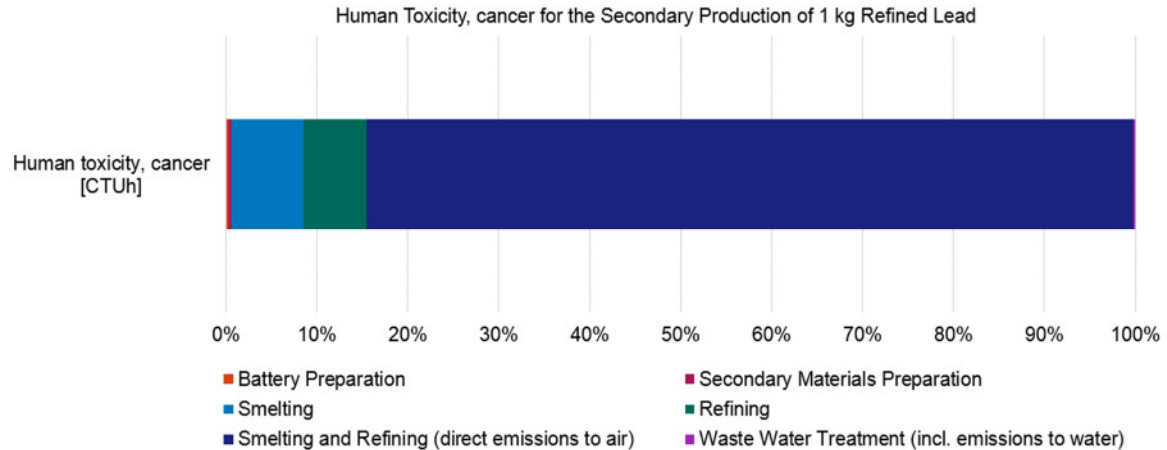 Human Toxicity, cancer for the Secondary Production of 1 kg Refined Lead
Human toxicity, cancer
[CTUh]
0% 10% 20% 30% 40% 50% 60% 70% 80% 90% 100%
Battery Preparation Secondary Materials Preparation
Smelting Refining
Smelting and Refining (direct emissions to air) Waste Water Treatment (incl. emissions to water)